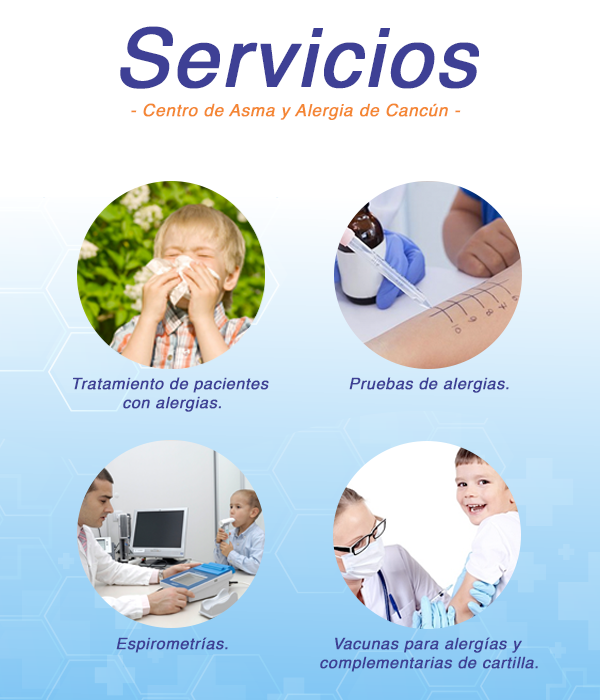 Servicios
- Centro de Asma y Alergia de Cancún -
Tratamiento de pacientes
con alergias.
Pruebas de alergias.
Espirometrías.
Vacunas para alergías y
complementarias de cartilla.